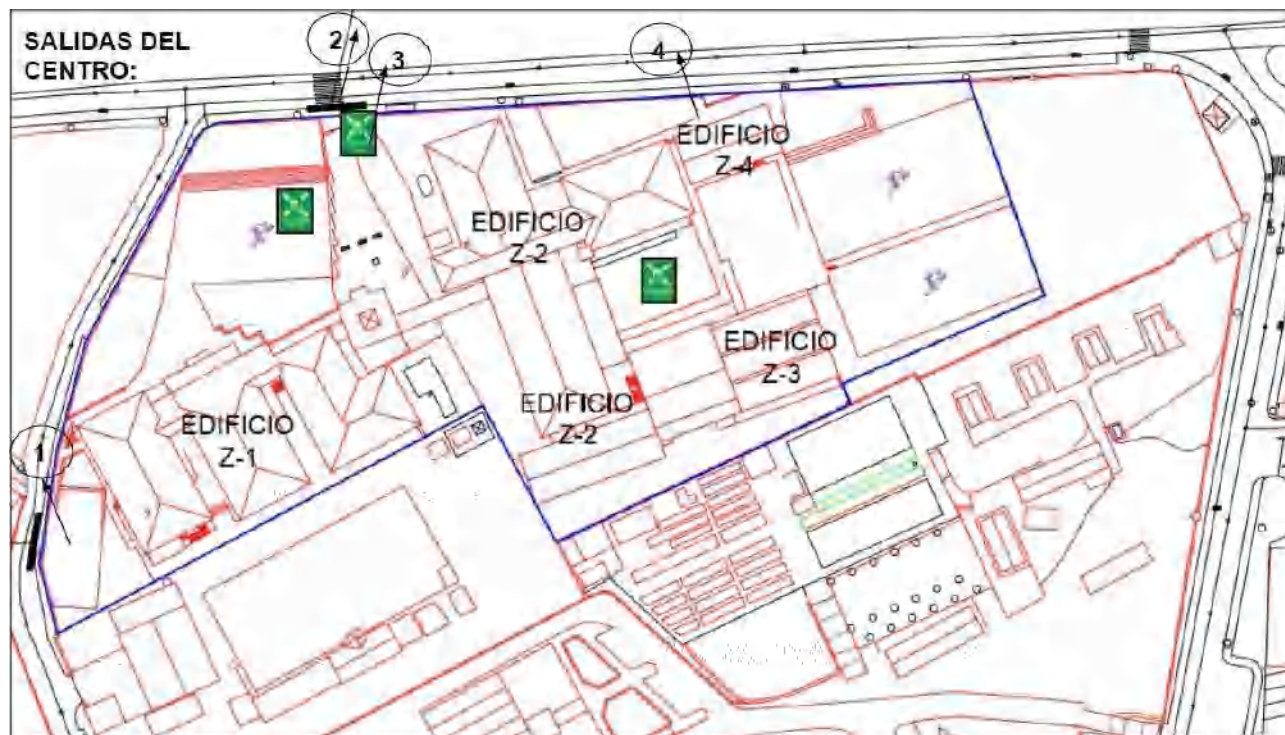 SALIDAS DEL
CENTRO:
2
3
4
EDIFICIO
Z-4
EDIFICIO
Z-2
EDIFICIO
Z-3
EDIFICIO
Z-2
EDIFICIO
Z-1
1